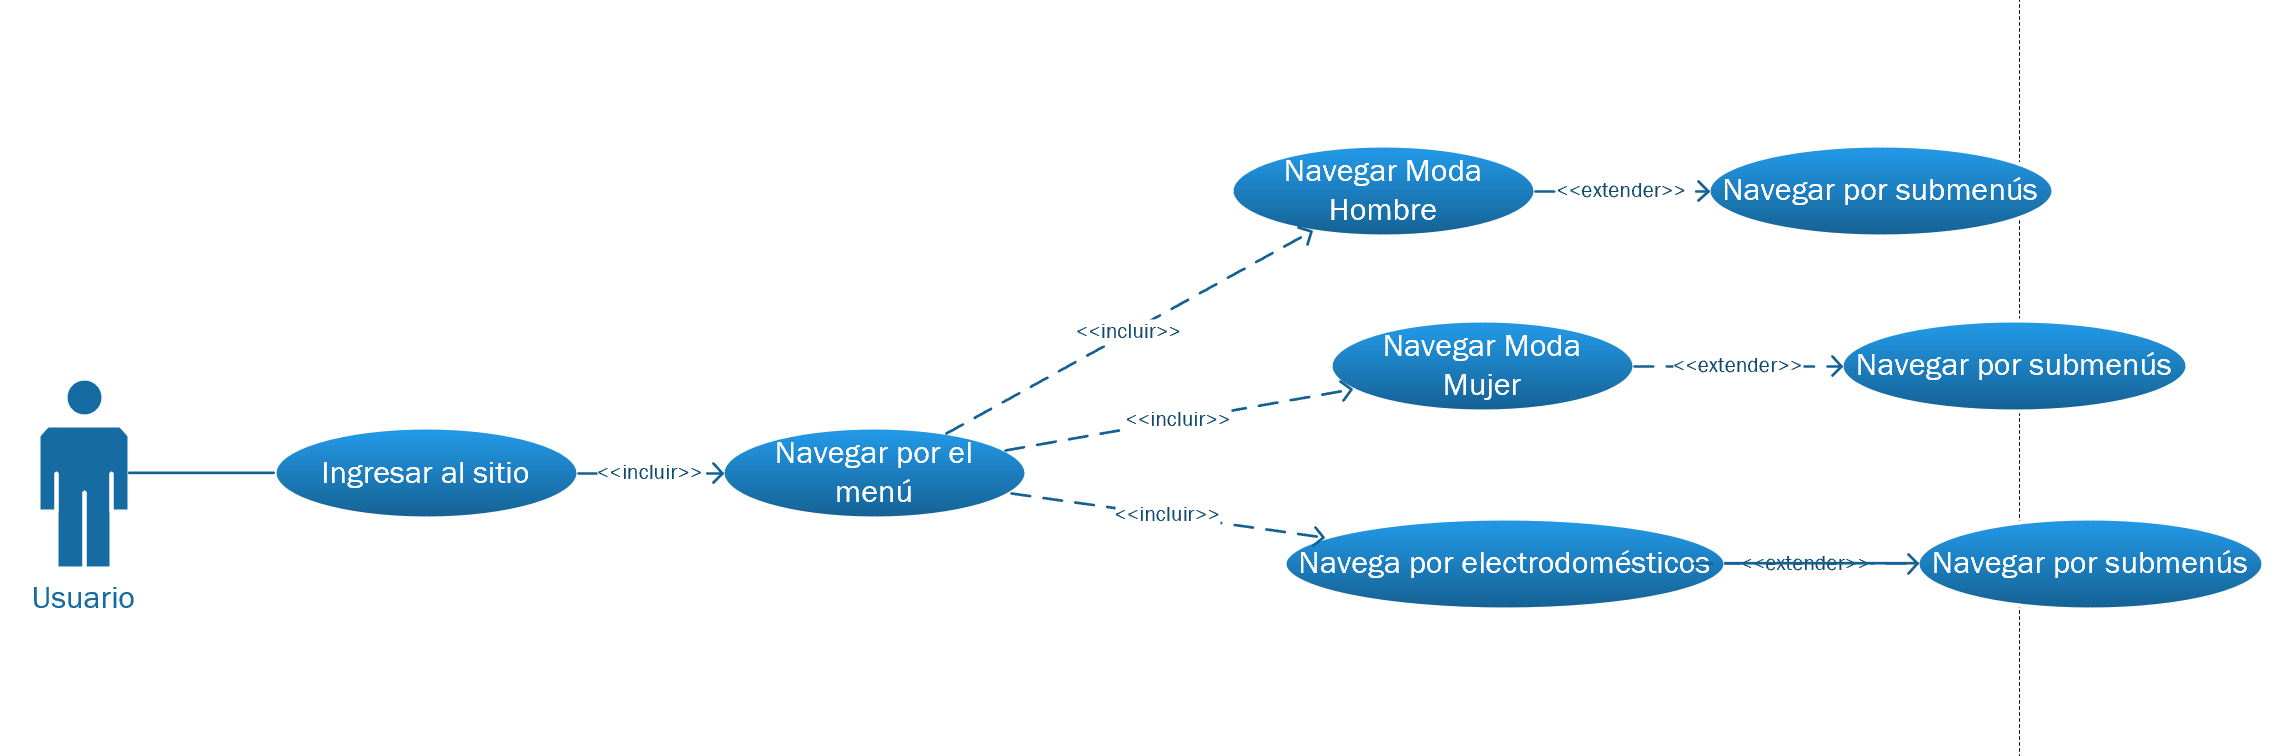 Navegar Moda
Hombre
<<extender>>
Navegar por submenús
<<incluir>>
Navegar Moda
Mujer
<<extender>>
Navegar por submenús
<<incluir>>
Usuario
Ingresar al sitio
<<incluir>>
Navegar por el
menú
<<incluir>>
Navega por electrodomésticos
<<extender>>
Navegar por submenús